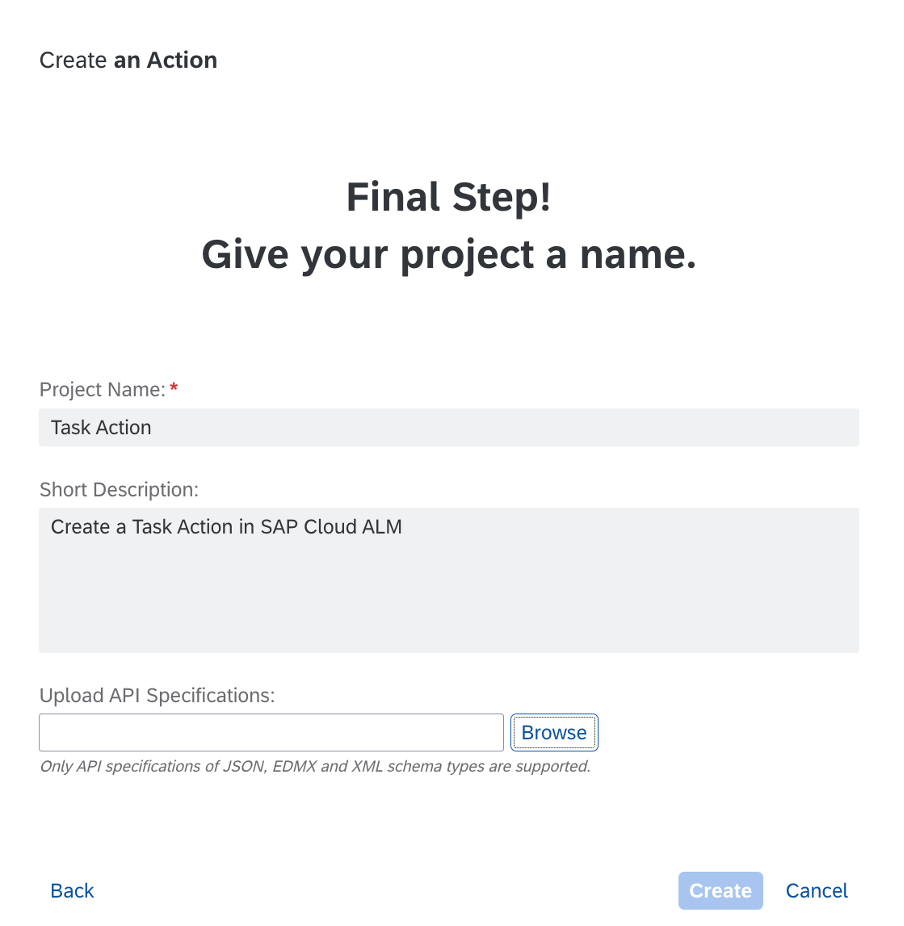 Create an Action
Final Step!
Give your project a name.
Project Name: *
Task Action
Short Description:
Create a Task Action in SAP Cloud ALM
Upload API Specifications:
Browse
Only API specifications of JSON, EDMX and XML schema types are supported.
Back Create Cancel